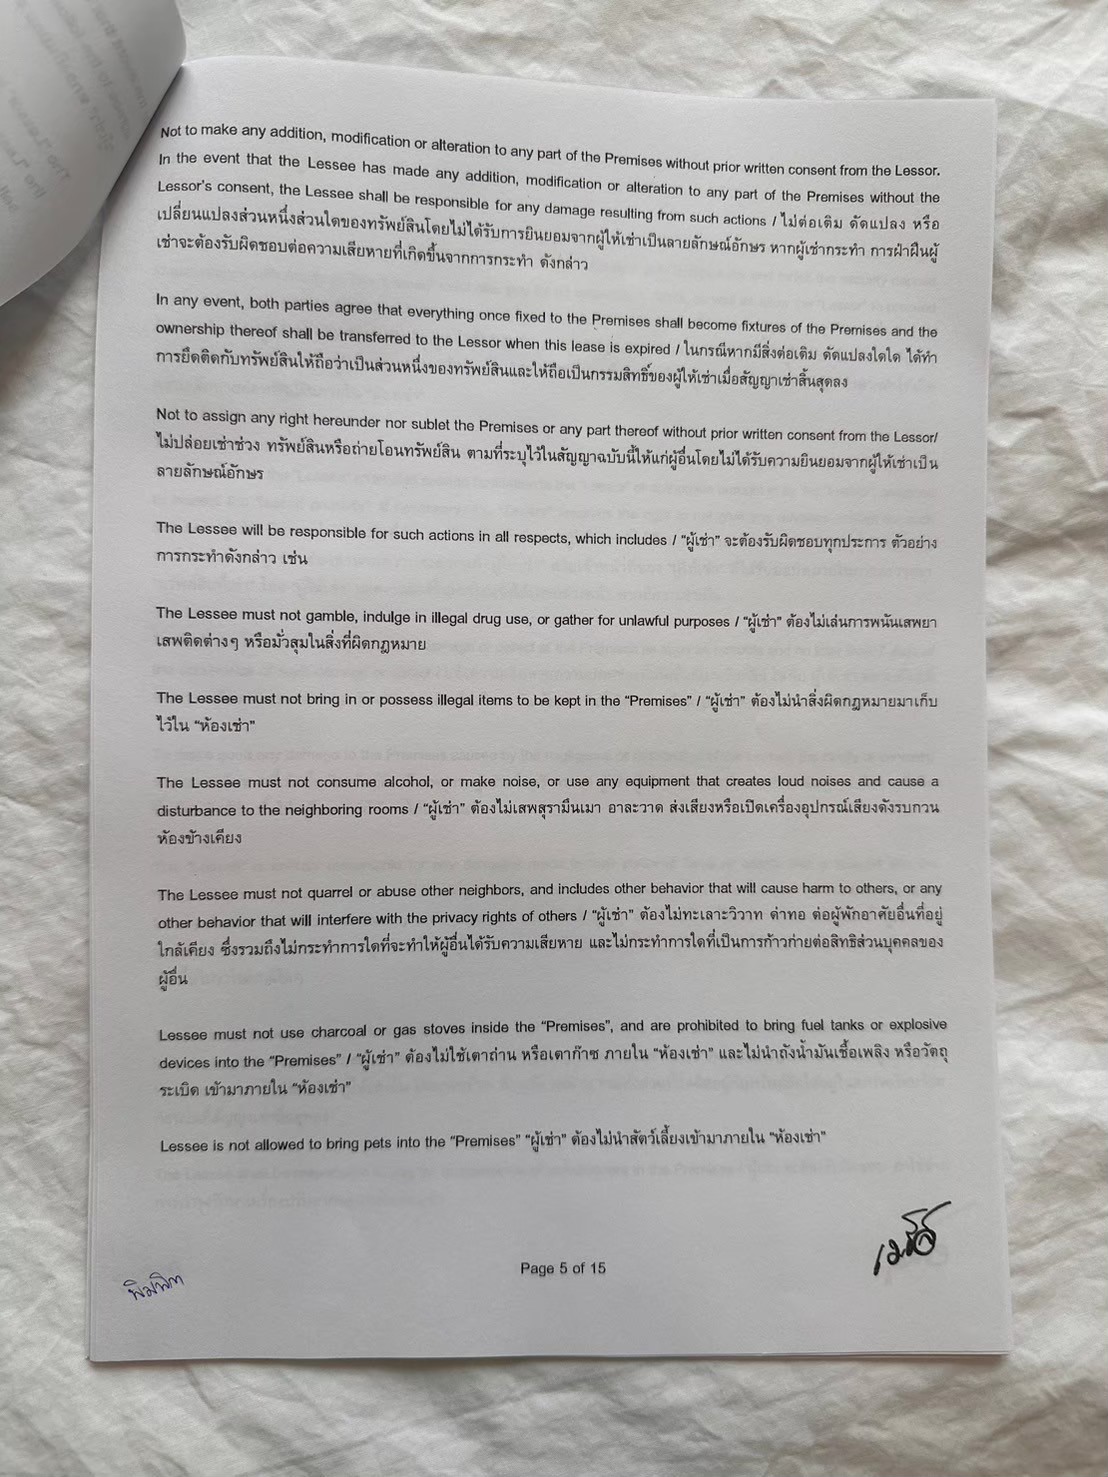 Not to make any addition, modification or alteration to any part of the Premises without prior written consent from the Lessor.
In the event that the Lessee has made any addition, modification or alteration to any part of the Premises without the
Lessor's consent, the Lessee shall be responsible for any damage resulting from such actions / ไม่ต่อเติม ดัดแปลง หรือ
เปลี่ยนแปลงส่วนหนึ่งส่วนใดของทรัพย์สินโดยไม่ได้รับการยินยอมจากผู้ให้เช่าเป็นลายลักษณ์อักษร หากผู้เช่ากระทำ การฝ่าฝืนผู้
เช่าจะต้องรับผิดชอบต่อความเสียหายที่เกิดขึ้นจากการกระทำ ดังกล่าว
In any event, both parties agree that everything once fixed to the Premises shall become fixtures of the Premises and the
ownership thereof shall be transferred to the Lessor when this lease is expired / ในกรณีหากมีสิ่งต่อเติม ดัดแปลงใดใด ได้ทำ
การยึดติดกับทรัพย์สินให้ถือว่าเป็นส่วนหนึ่งของทรัพย์สินและให้ถือเป็นกรรมสิทธิ์ของผู้ให้เช่าเมื่อสัญญาเช่าสิ้นสุดลง
Not to assign any right hereunder nor sublet the Premises or any part thereof without prior written consent from the Lessor/
ไม่ปล่อยเช่าช่วง ทรัพย์สินหรือถ่ายโอนทรัพย์สิน ตามที่ระบุไว้ในสัญญาฉบับนี้ให้แก่ผู้อื่นโดยไม่ได้รับความยินยอมจากผู้ให้เช่าเป็น
ลายลักษณ์อักษร
The Lessee will be responsible for such actions in all respects, which includes / "ผู้เช่า" จะต้องรับผิดชอบทุกประการ ตัวอย่าง
การกระทำดังกล่าว เช่น
The Lessee must not gamble, indulge in illegal drug use, or gather for unlawful purposes / "ผู้เช่า" ต้องไม่เล่นการพนันเสพยา
เสพติดต่างๆ หรือมั่วสุมในสิ่งที่ผิดกฎหมาย
The Lessee must not bring in or possess illegal items to be kept in the "Premises" / "ผู้เช่า" ต้องไม่นำสิ่งผิดกฎหมายมาเก็บ
ไว้ใน "ห้องเช่า"
The Lessee must not consume alcohol, or make noise, or use any equipment that creates loud noises and cause a
disturbance to the neighboring rooms / "ผู้เช่า" ต้องไม่เสพสุรามึนเมา อาละวาด ส่งเสียงหรือเปิดเครื่องอุปกรณ์เสียงดังรบกวน
ห้องข้างเคียง
The Lessee must not quarrel or abuse other neighbors, and includes other behavior that will cause harm to others, or any
other behavior that will interfere with the privacy rights of others / "ผู้เช่า" ต้องไม่ทะเลาะวิวาท ด่าทอ ต่อผู้พักอาศัยอื่นที่อยู่
ใกล้เคียง ซึ่งรวมถึงไม่กระทำการใดที่จะทำให้ผู้อื่นได้รับความเสียหาย และไม่กระทำการใดที่เป็นการก้าวก่ายต่อสิทธิส่วนบุคคลของ
ผู้อื่น
Lessee must not use charcoal or gas stoves inside the "Premises", and are prohibited to bring fuel tanks or explosive
devices into the "Premises" / "ผู้เช่า" ต้องไม่ใช้เตาถ่าน หรือเตาก๊าซ ภายใน "ห้องเช่า" และไม่นำถังน้ำมันเชื้อเพลิง หรือวัตถุ
ระเบิด เข้ามาภายใน "ห้องเช่า"
Lessee is not allowed to bring pets into the "Premises" "ผู้เช่า" ต้องไม่นำสัตว์เลี้ยงเข้ามาภายใน "ห้องเช่า"
Page 5 of 15